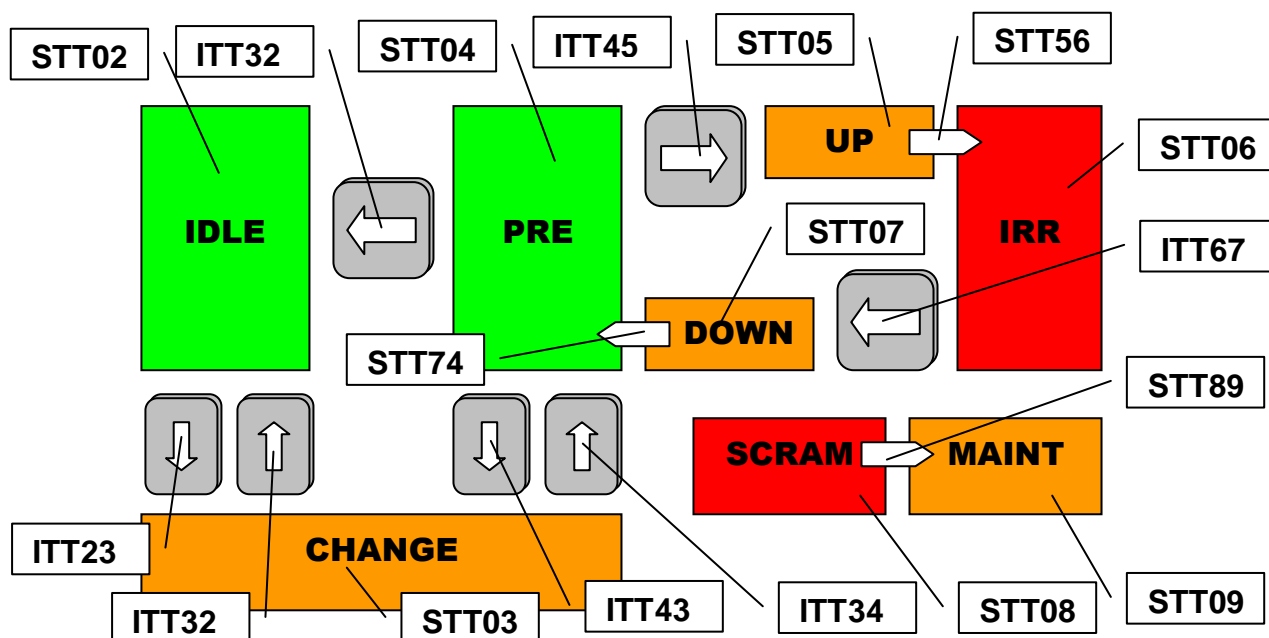 STT02
ITT32
STT04
ITT45
STT05
STT56
UP
STT06
IDLE
PRE
STT07
IRR
ITT67
STT74
DOWN
STT89
SCRAM
MAINT
ITT23
CHANGE
ITT32
STT03
ITT43
ITT34
STT08
STT09